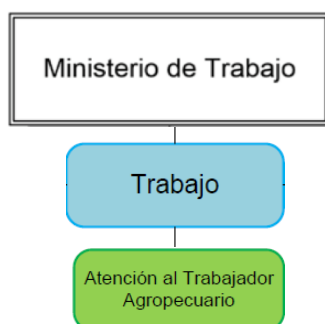 Ministerio de Trabajo
Trabajo
Atención al Trabajador
Agropecuario